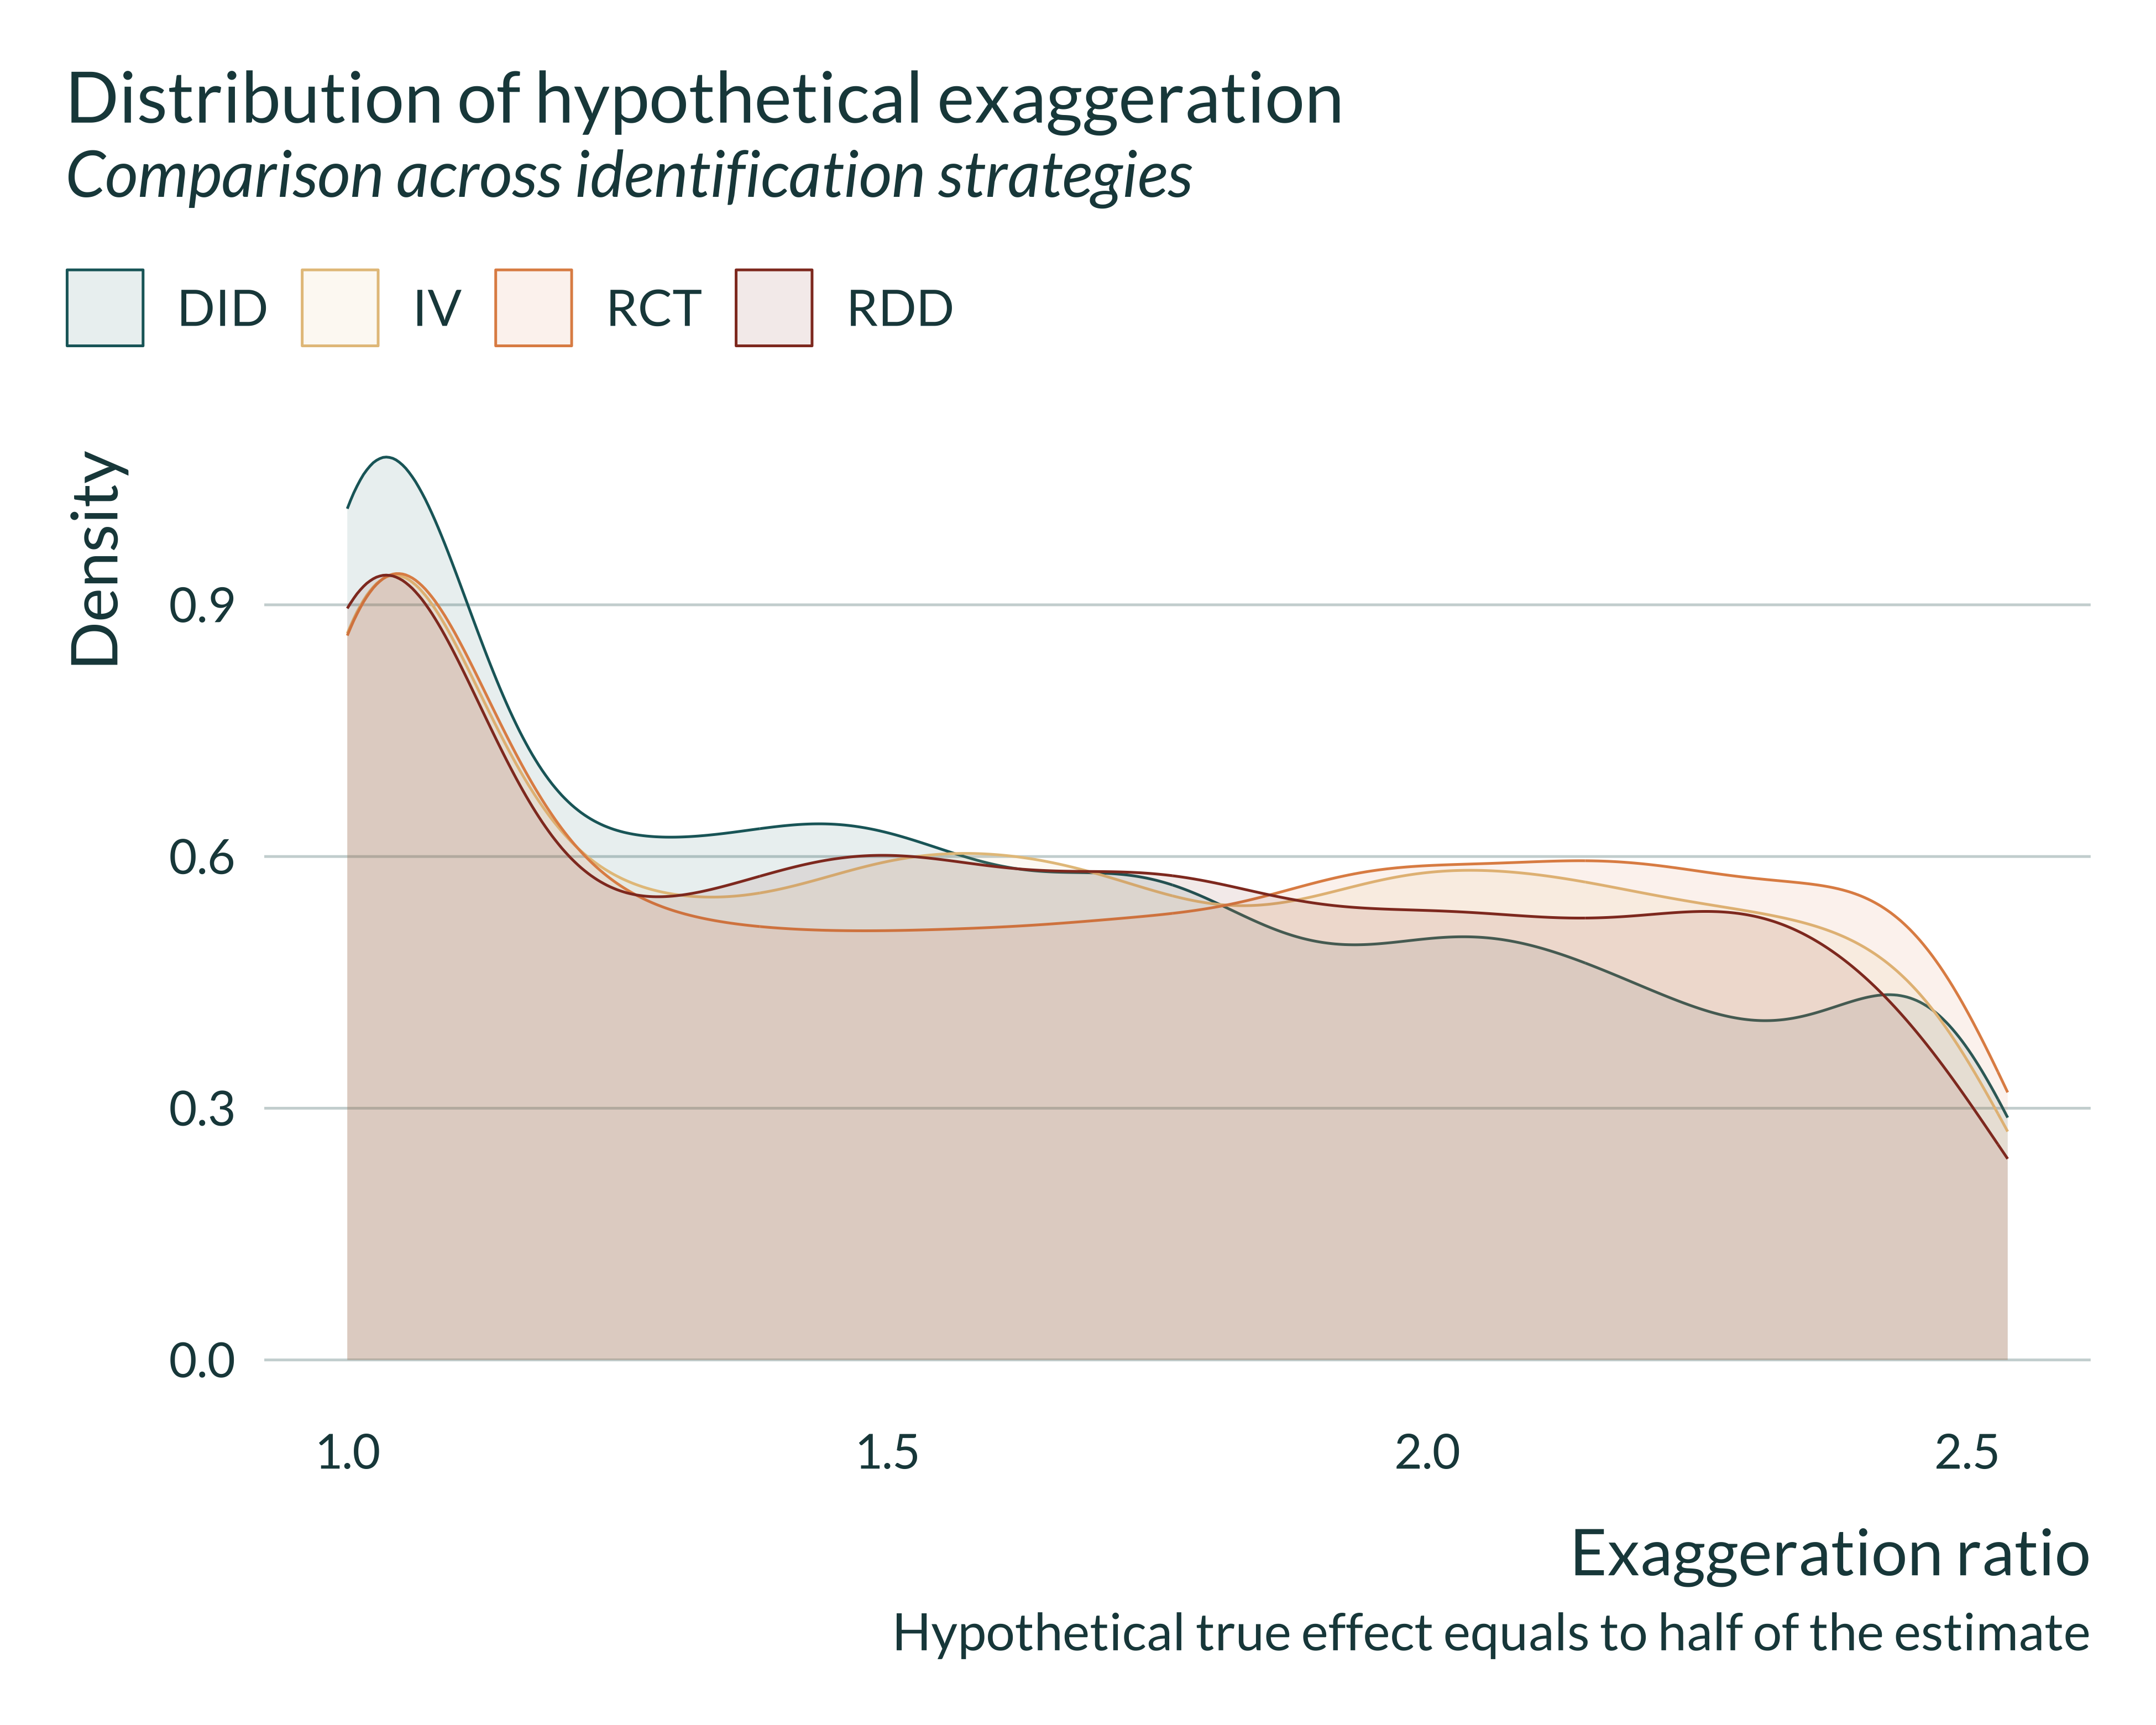 Distribution of hypothetical exaggeration
Comparison across identification strategies
DID IV RCT RDD
Density
0.9
0.6
0.3
0.0
1.0 1.5 2.0 2.5
Exaggeration ratio
Hypothetical true effect equals to half of the estimate